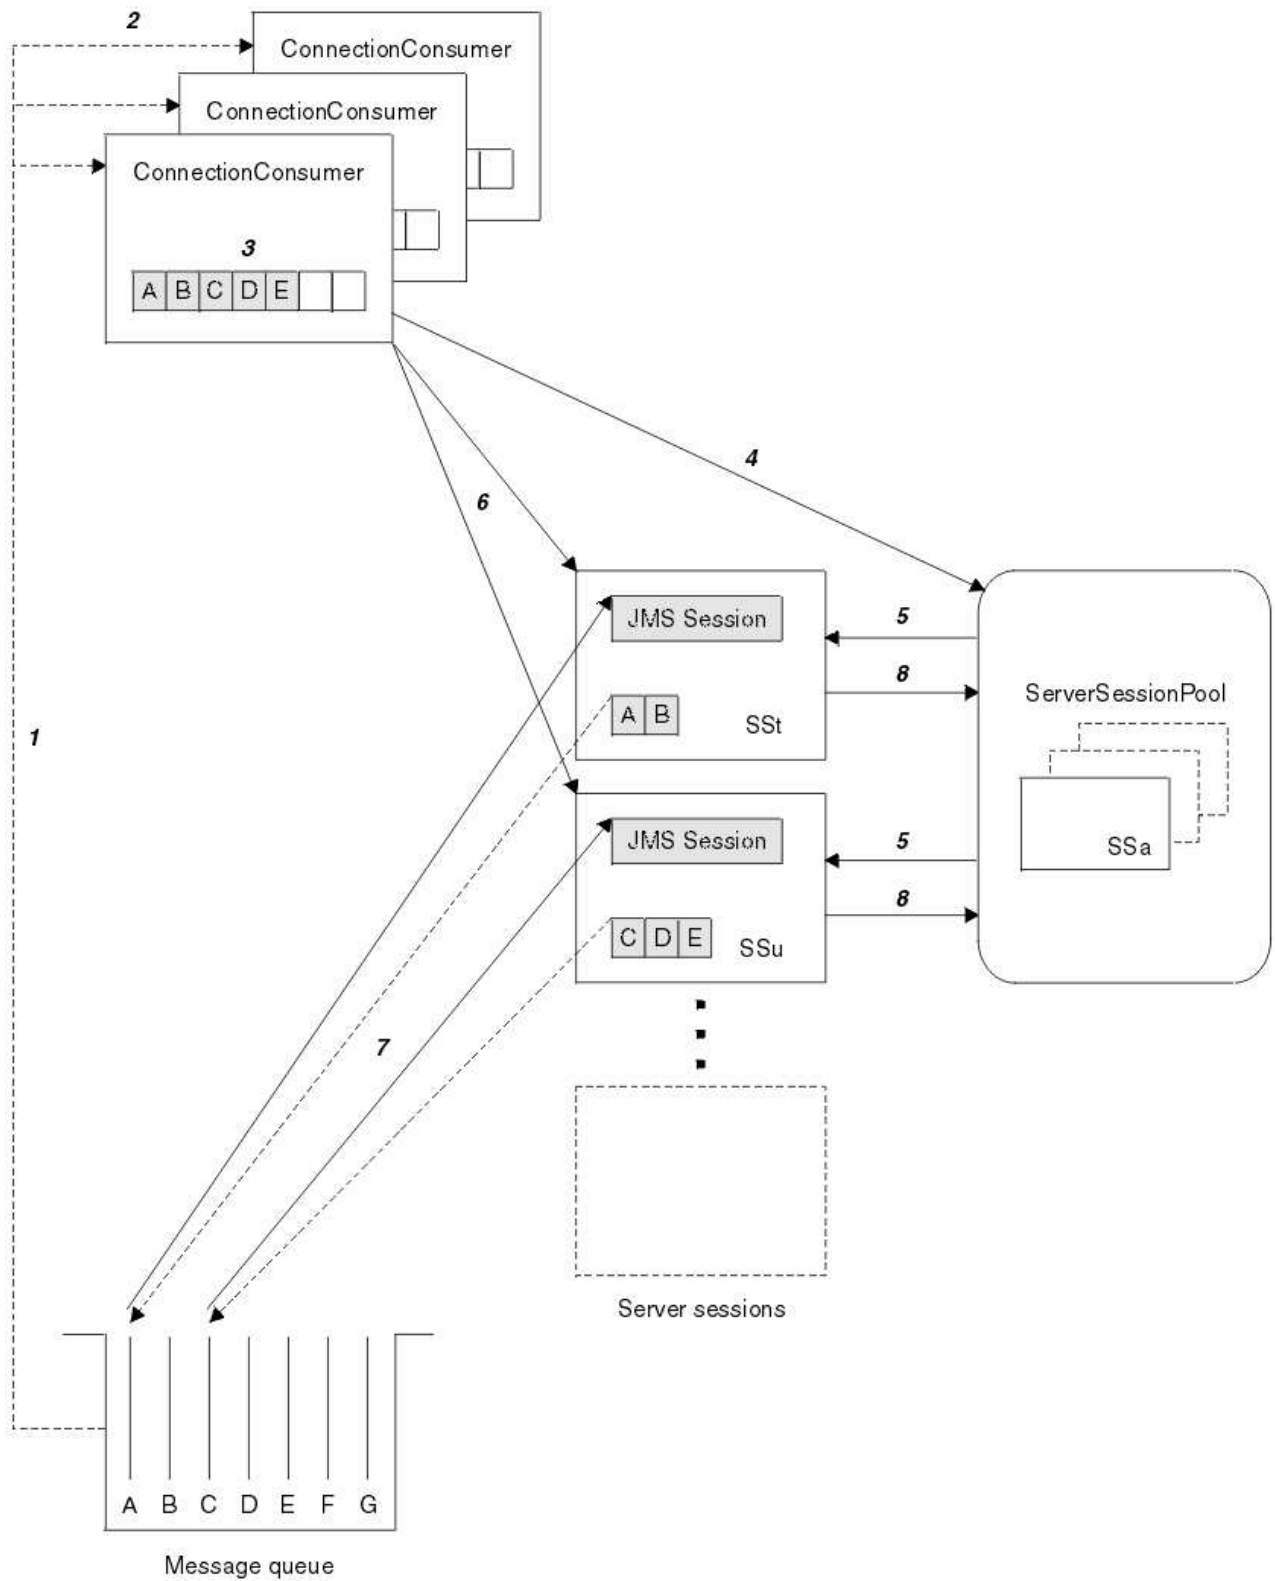 2
ConnectionConsumer
ConnectionConsumer
ConnectionConsumer
3
A B C D E
4
6
JMS Session
5
8
ServerSessionPool
A B
SSt
1
JMS Session
5
SSa
8
C D E
SSu
7
Server sessions
A B C D E F G
Message queue